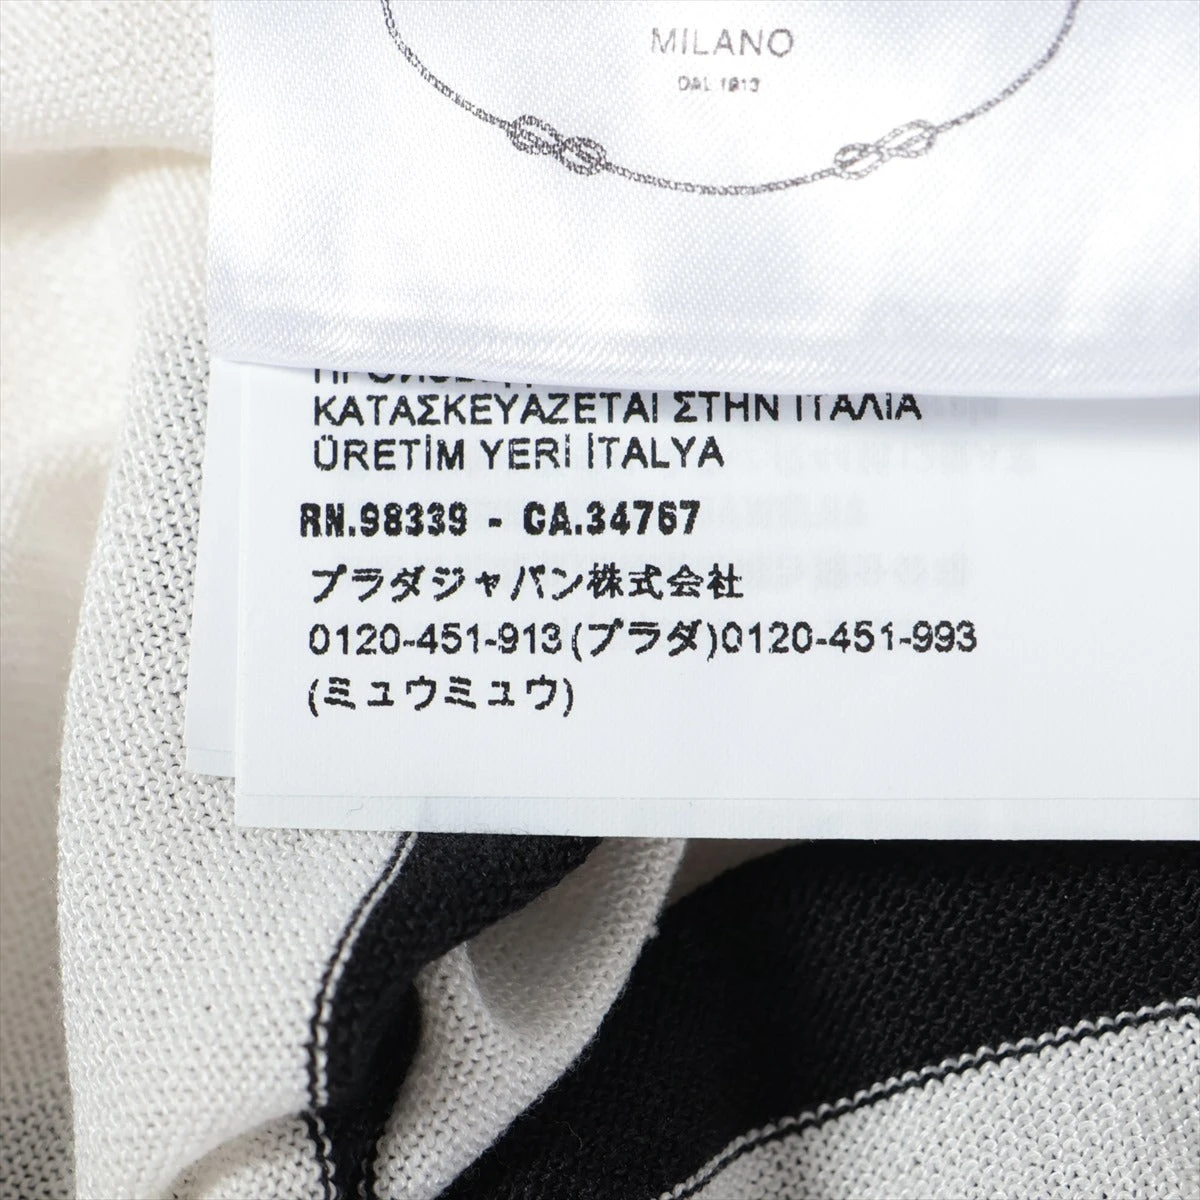 MILANO
DAL 1913
ΚΑΤΑΣΚΕΥΑΖΕΤΑΙ ΣΤΗΝ ΙΤΑΛΙΑ
ÜRETİM YERİ İTALYA
RN.98339 - CA.34767
プラダジャパン株式会社
0120-451-913(プラダ)0120-451-993
(ミュウミュウ)